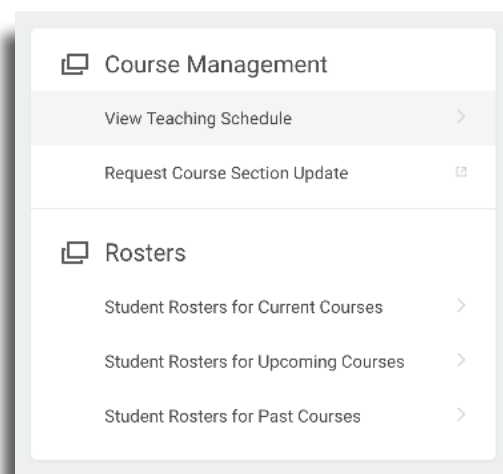 Course Management
View Teaching Schedule
Request Course Section Update
Rosters
Student Rosters for Current Courses
Student Rosters for Upcoming Courses
Student Rosters for Past Courses